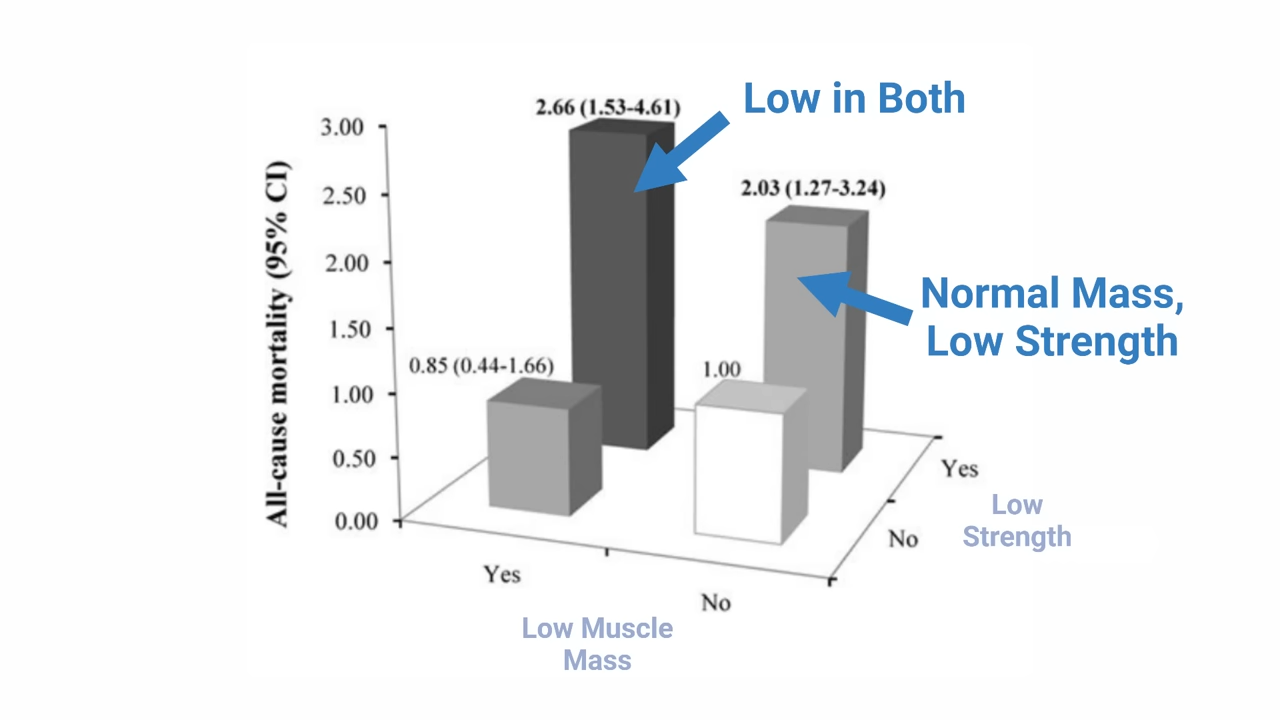 Low in Both
2.66 (1.53-4.61)
3.00
2.50
2.00
1.50
1.00
0.50
0.00
All-cause mortality (95% CI)
2.03 (1.27-3.24)
Normal Mass,
Low Strength
0.85 (0.44-1.66)
1.00
Yes
No
Low
Strength
Yes
No
Low Muscle
Mass